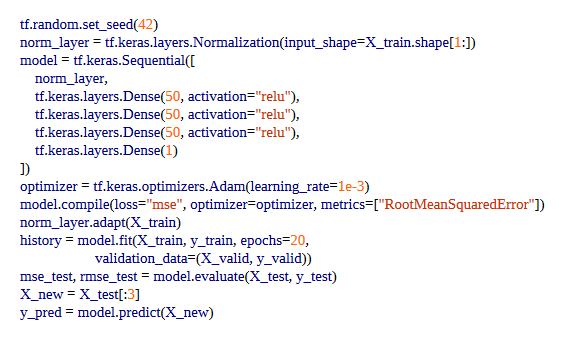 tf.random.set_seed(42)
norm_layer = tf.keras.layers.Normalization(input_shape=X_train.shape[1:])
model = tf.keras.Sequential([
    norm_layer,
    tf.keras.layers.Dense(50, activation="relu"),
    tf.keras.layers.Dense(50, activation="relu"),
    tf.keras.layers.Dense(50, activation="relu"),
    tf.keras.layers.Dense(1)
])
optimizer = tf.keras.optimizers.Adam(learning_rate=1e-3)
model.compile(loss="mse", optimizer=optimizer, metrics=["RootMeanSquaredError"])
norm_layer.adapt(X_train)
history = model.fit(X_train, y_train, epochs=20,
                    validation_data=(X_valid, y_valid))
mse_test, rmse_test = model.evaluate(X_test, y_test)
X_new = X_test[:3]
y_pred = model.predict(X_new)